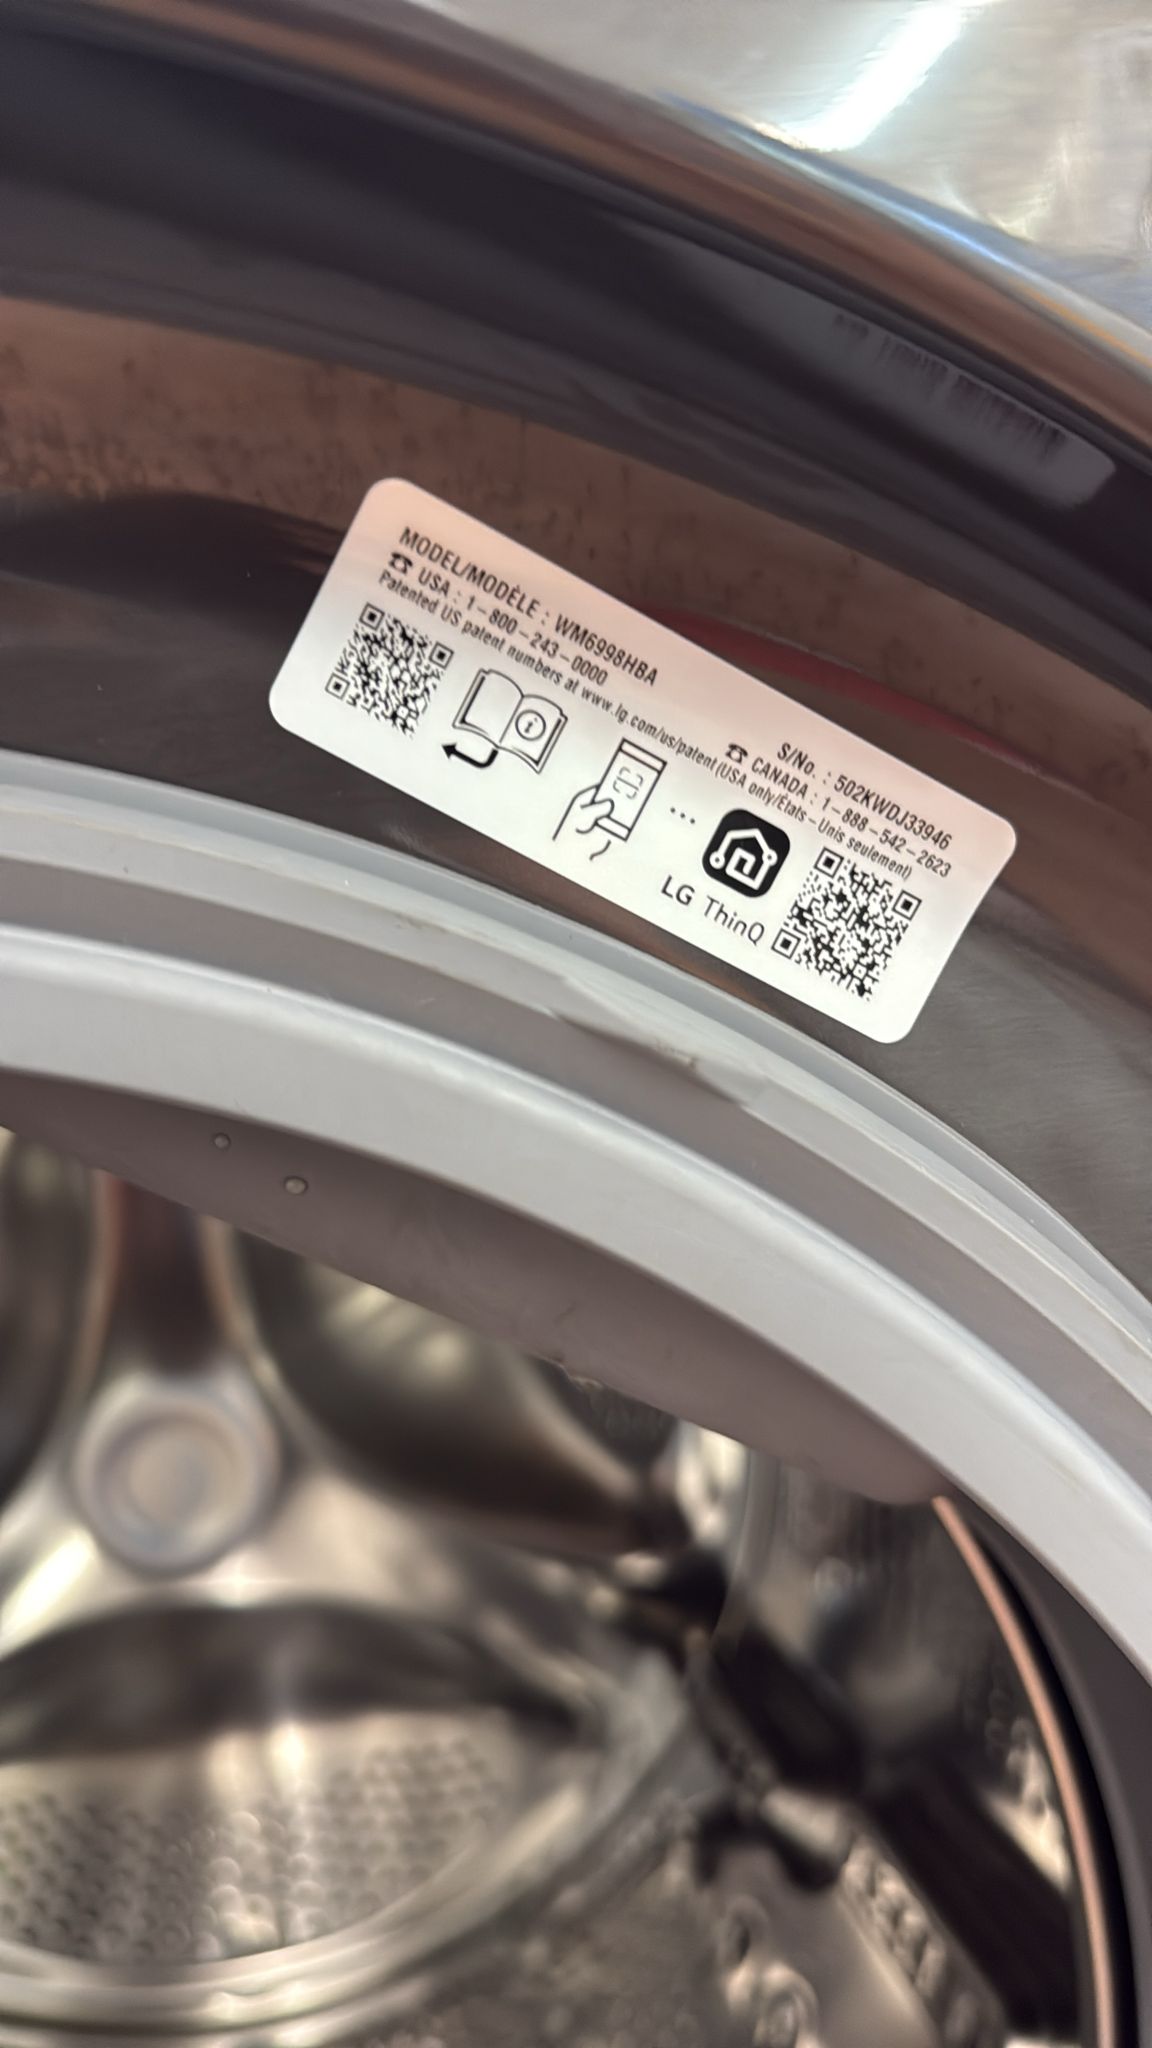 MODEL/MODÈLE : WM6998HBA
S/No. : 502KWDJ33946
☎ USA : 1-800-243-0000
☎ CANADA : 1-888-542-2623
Patented US patent numbers at www.lg.com/us/patent(USA only/États-Unis seulement)
i
...
LG ThinQ